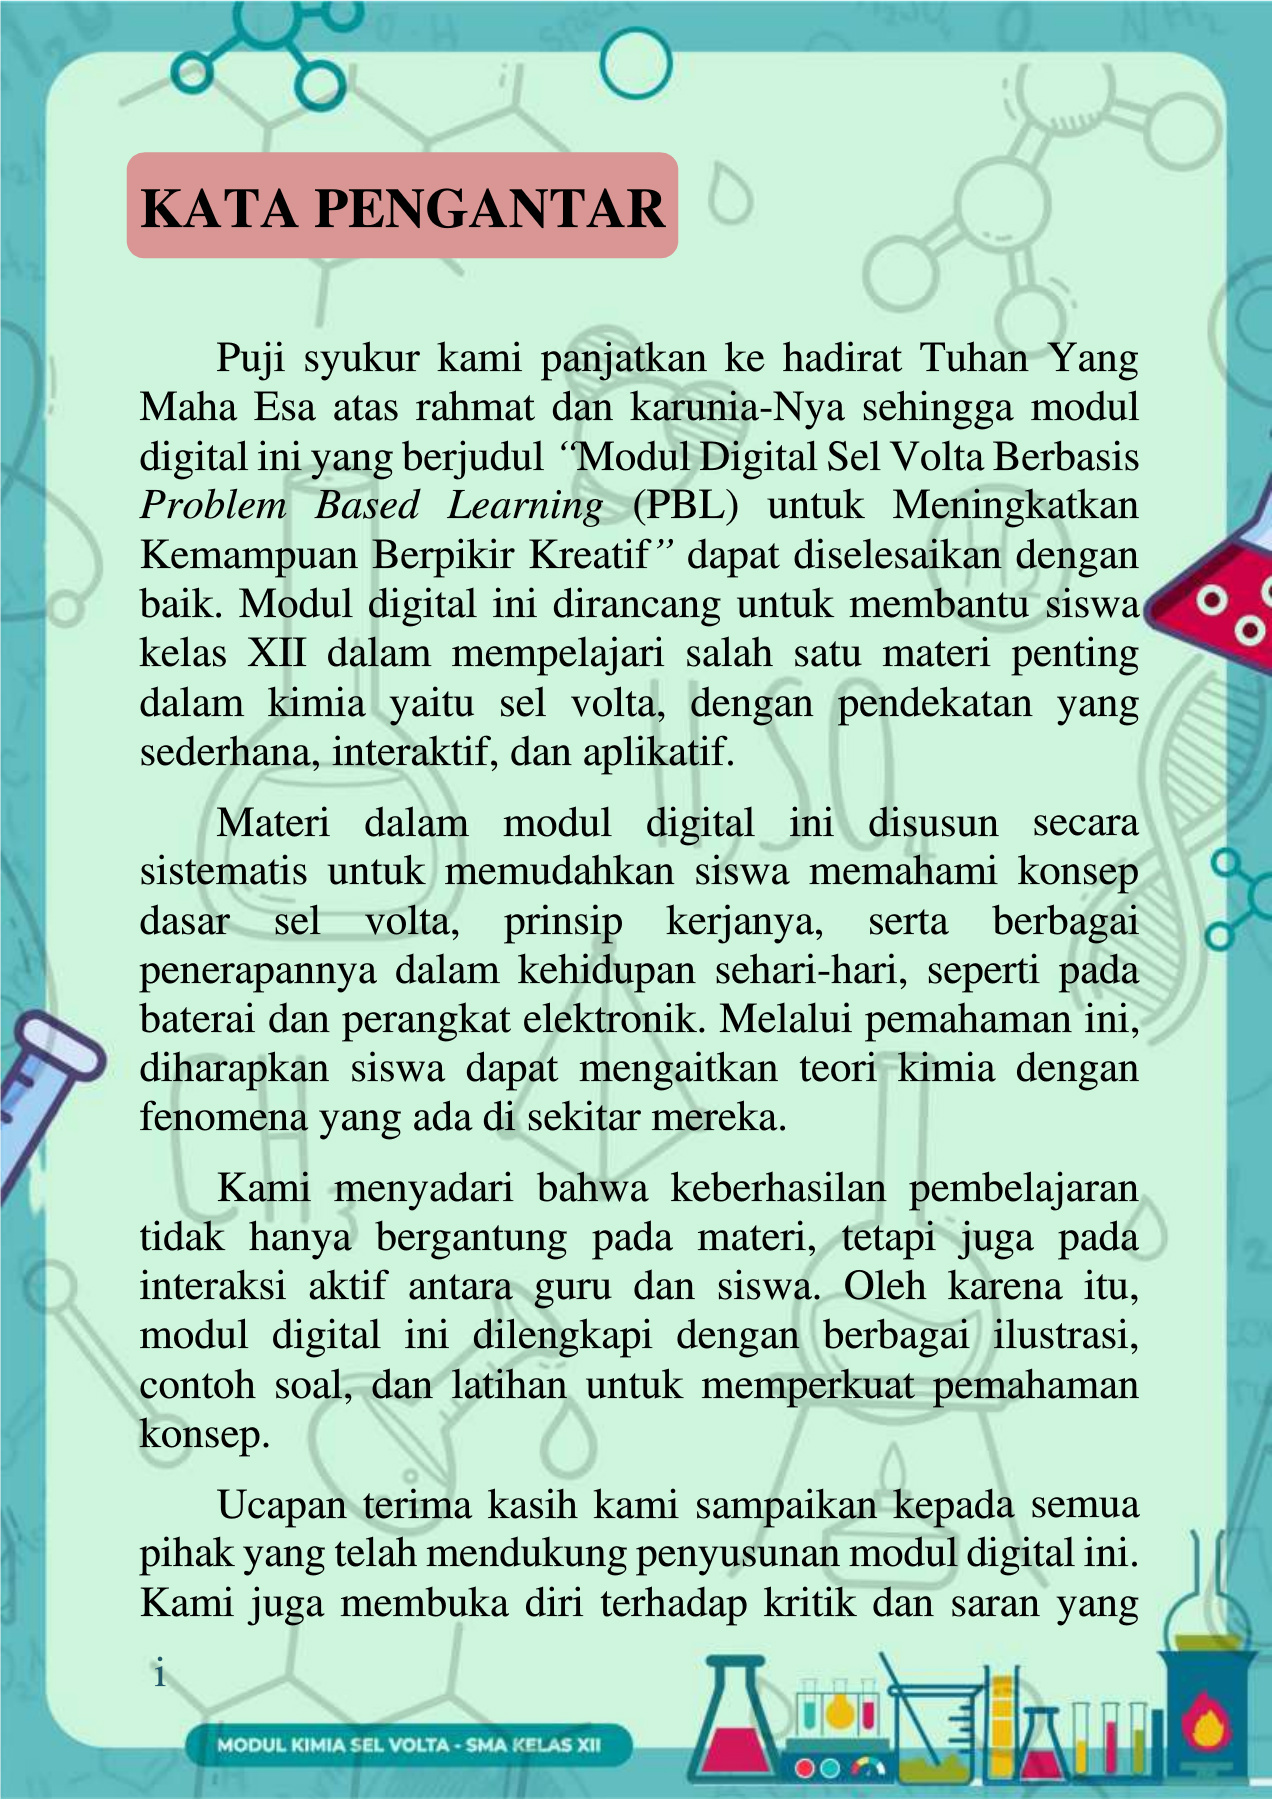 KATA PENGANTAR
Puji syukur kami panjatkan ke hadirat Tuhan Yang
Maha Esa atas rahmat dan karunia-Nya sehingga modul
digital ini yang berjudul “Modul Digital Sel Volta Berbasis
Problem Based Learning (PBL) untuk Meningkatkan
Kemampuan Berpikir Kreatif” dapat diselesaikan dengan
baik. Modul digital ini dirancang untuk membantu siswa
kelas XII dalam mempelajari salah satu materi penting
dalam kimia yaitu sel volta, dengan pendekatan yang
sederhana, interaktif, dan aplikatif.
Materi dalam modul digital ini disusun secara
sistematis untuk memudahkan siswa memahami konsep
dasar sel volta, prinsip kerjanya, serta berbagai
penerapannya dalam kehidupan sehari-hari, seperti pada
baterai dan perangkat elektronik. Melalui pemahaman ini,
diharapkan siswa dapat mengaitkan teori kimia dengan
fenomena yang ada di sekitar mereka.
Kami menyadari bahwa keberhasilan pembelajaran
tidak hanya bergantung pada materi, tetapi juga pada
interaksi aktif antara guru dan siswa. Oleh karena itu,
modul digital ini dilengkapi dengan berbagai ilustrasi,
contoh soal, dan latihan untuk memperkuat pemahaman
konsep.
Ucapan terima kasih kami sampaikan kepada semua
pihak yang telah mendukung penyusunan modul digital ini.
Kami juga membuka diri terhadap kritik dan saran yang
i
MODUL KIMIA SEL VOLTA - SMA KELAS XII